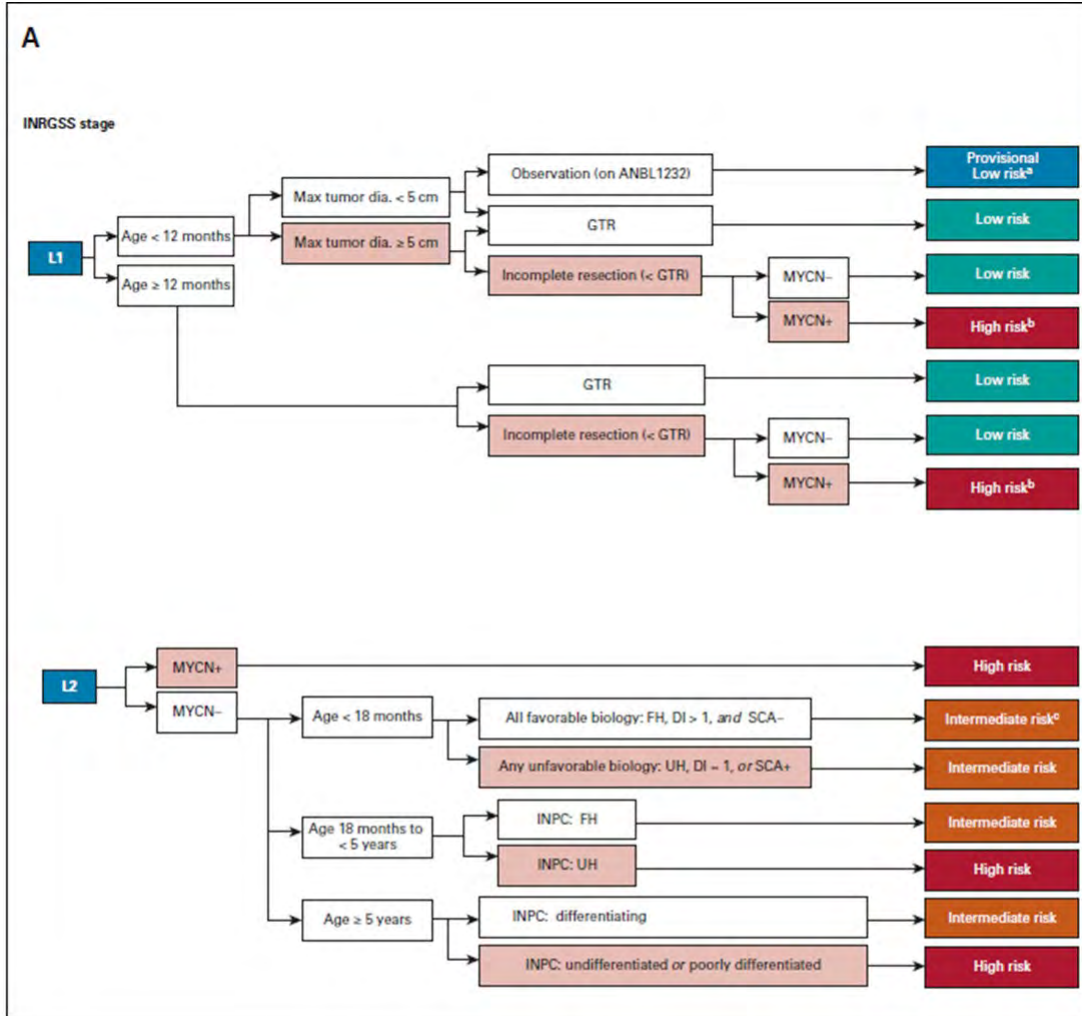 A
INRGSS stage
L1
Age < 12 months
Age ≥ 12 months
Max tumor dia. < 5 cm
Max tumor dia. ≥ 5 cm
Observation (on ANBL1232)
GTR
Incomplete resection (< GTR)
MYCN–
MYCN+
Provisional
Low riskᵃ
Low risk
Low risk
High riskᵇ
GTR
Incomplete resection (< GTR)
MYCN–
MYCN+
Low risk
Low risk
High riskᵇ
L2
MYCN+
MYCN–
High risk
Age < 18 months
All favorable biology: FH, DI > 1, and SCA–
Any unfavorable biology: UH, DI = 1, or SCA+
Intermediate riskᶜ
Intermediate risk
Age 18 months to
< 5 years
INPC: FH
INPC: UH
Intermediate risk
High risk
Age ≥ 5 years
INPC: differentiating
INPC: undifferentiated or poorly differentiated
Intermediate risk
High risk